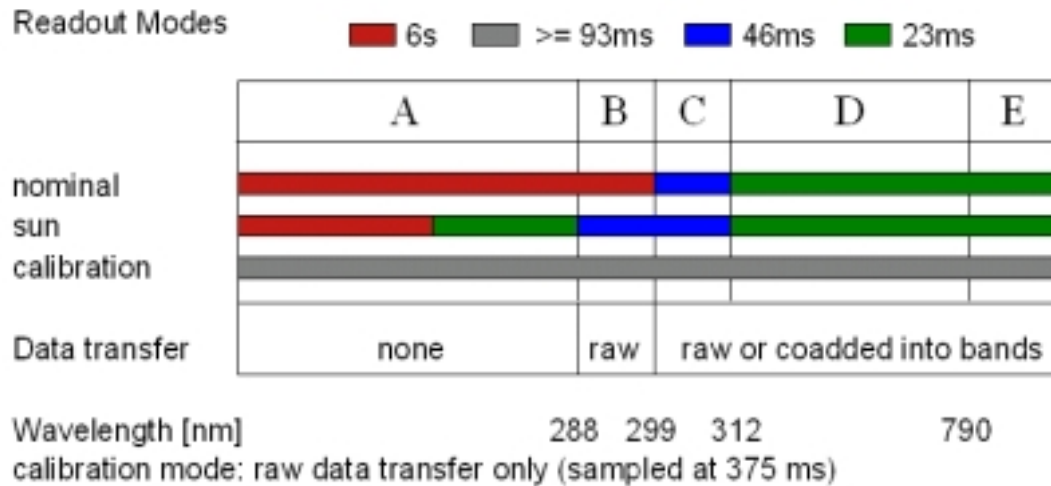 Readout Modes 6s >= 93ms 46ms 23ms
A B C D E
nominal
sun
calibration
Data transfer none raw raw or coadded into bands
Wavelength [nm] 288 299 312 790
calibration mode: raw data transfer only (sampled at 375 ms)